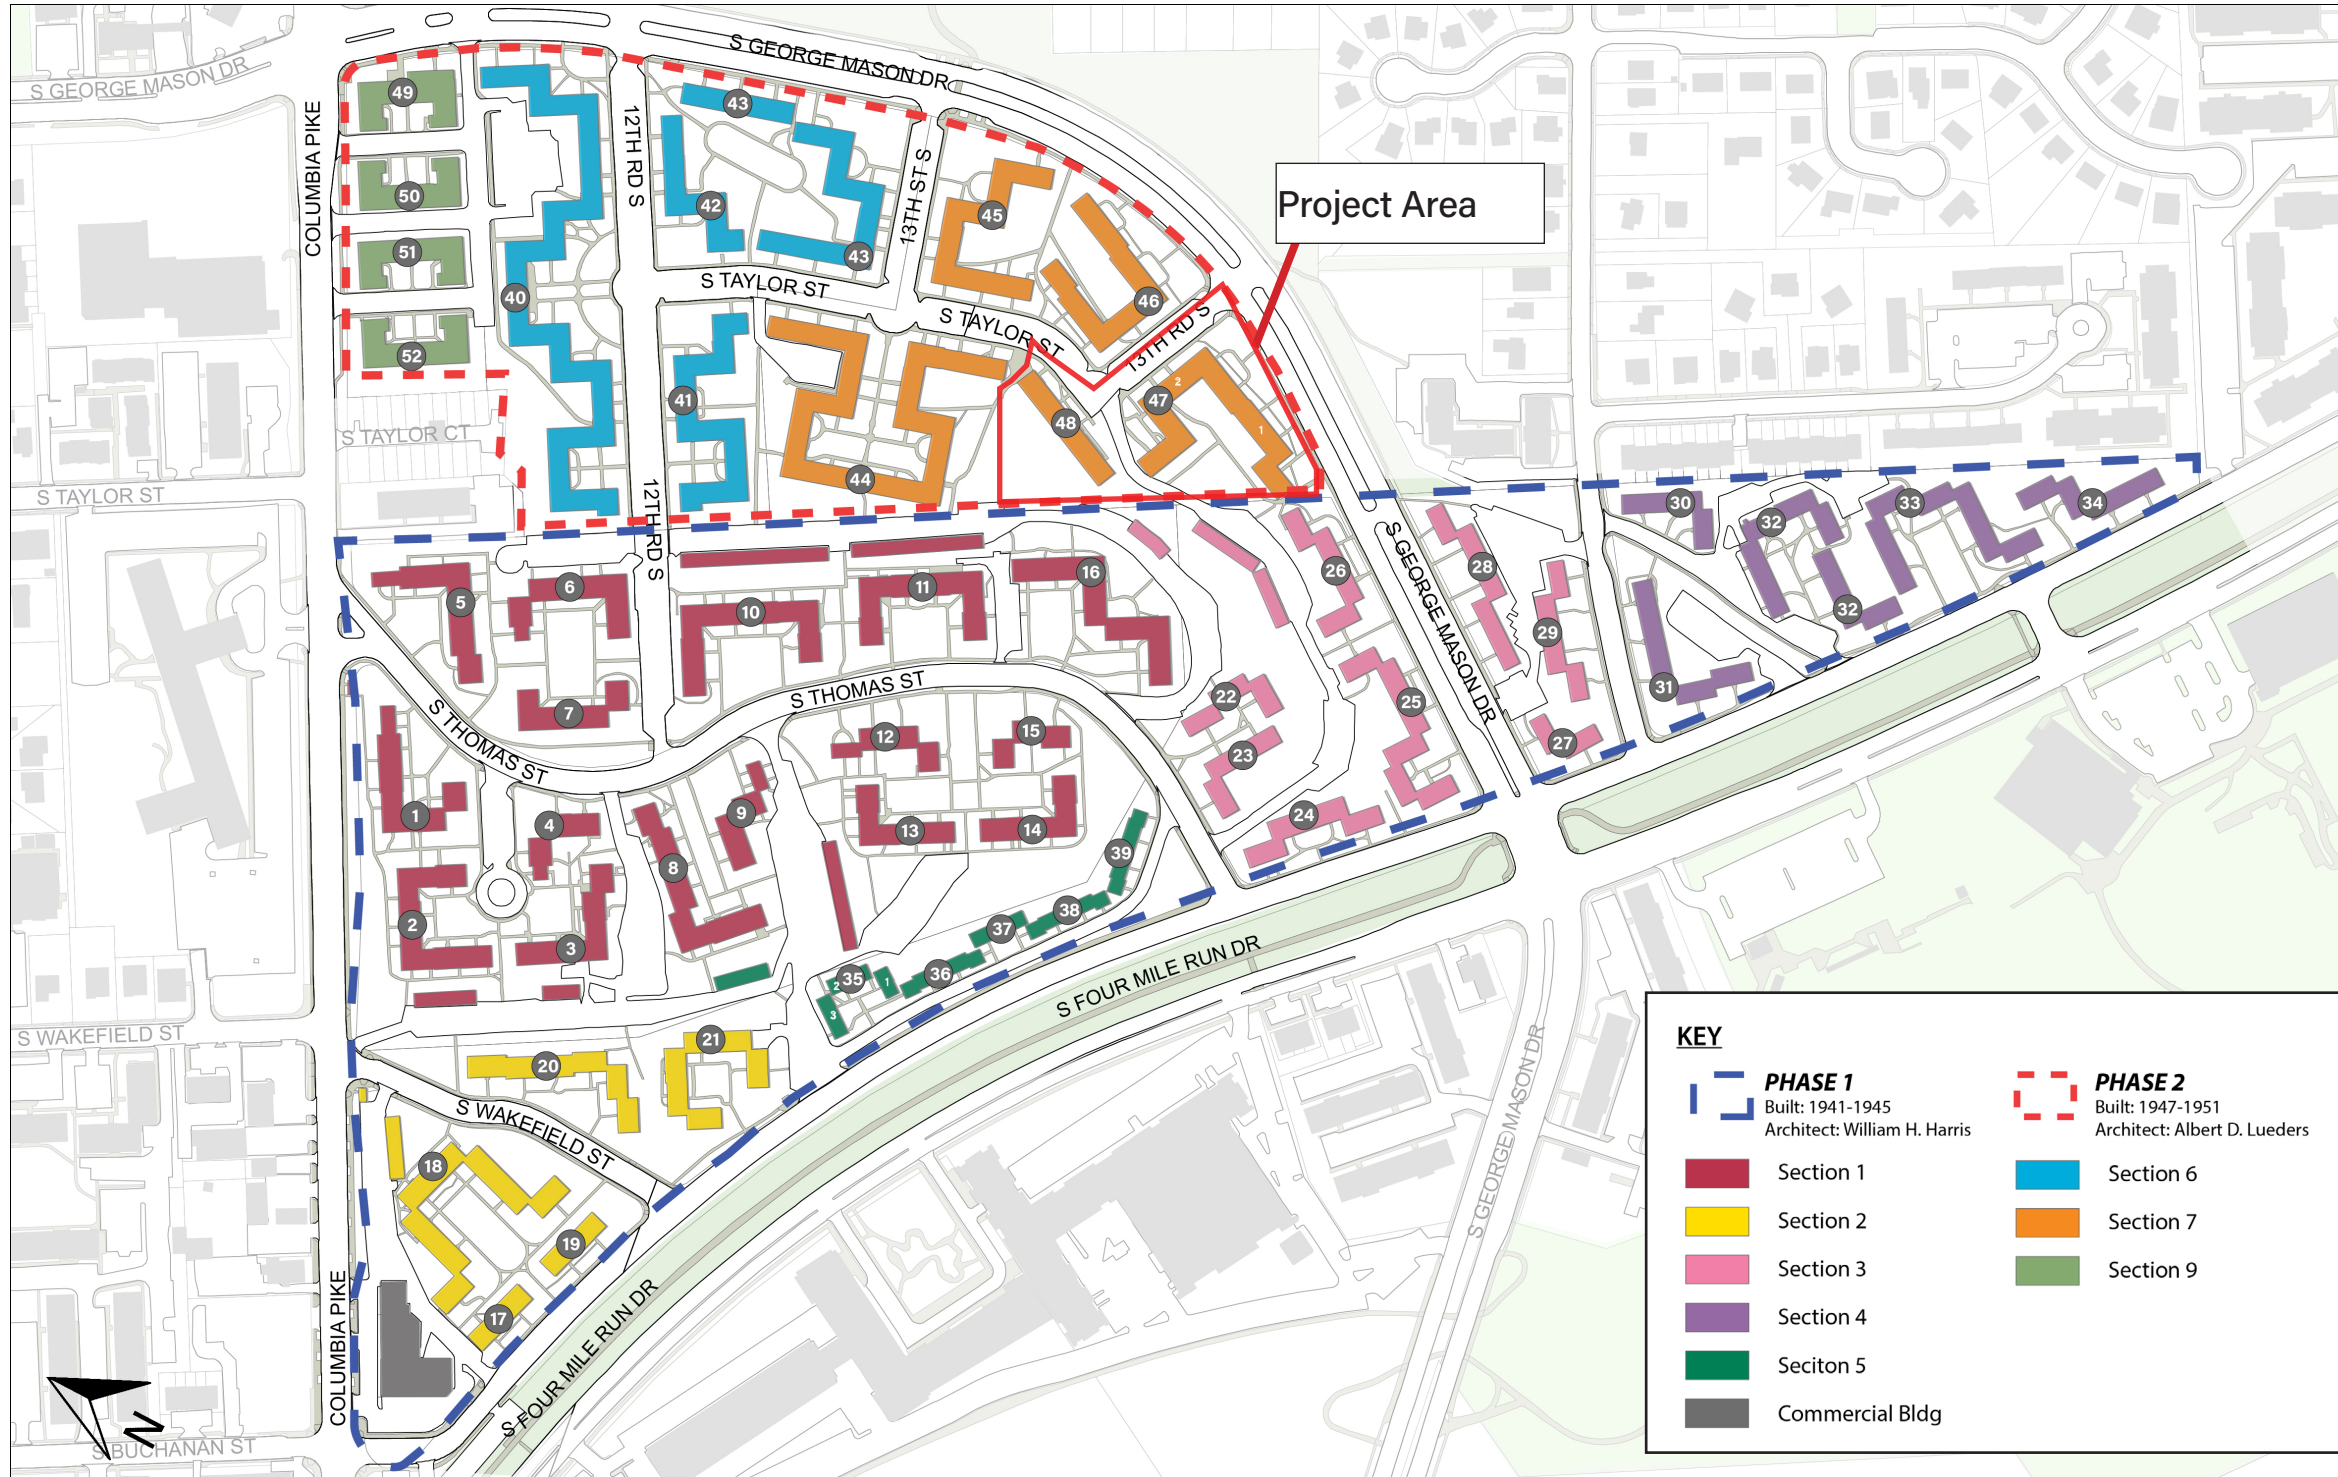 S GEORGE MASON DR
S GEORGE MASON DR
COLUMBIA PIKE
12TH RD S
13TH ST S
49
43
50
42
45
51
43
40
46
52
S TAYLOR ST
S TAYLOR ST
13TH RD S
Project Area
41
47
2
1
48
44
S TAYLOR CT
S TAYLOR ST
12TH RD S
S GEORGE MASON DR
30
32
33
34
5
6
10
11
16
26
28
29
32
31
7
22
25
27
S THOMAS ST
S THOMAS ST
12
15
23
24
1
4
9
13
14
8
39
2
3
37
38
35
36
2
1
3
S FOUR MILE RUN DR
S WAKEFIELD ST
20
21
S WAKEFIELD ST
18
19
17
COLUMBIA PIKE
S FOUR MILE RUN DR
S GEORGE MASON DR
S BUCHANAN ST
N
KEY
PHASE 1
Built: 1941-1945
Architect: William H. Harris
Section 1
Section 2
Section 3
Section 4
Seciton 5
Commercial Bldg
PHASE 2
Built: 1947-1951
Architect: Albert D. Lueders
Section 6
Section 7
Section 9